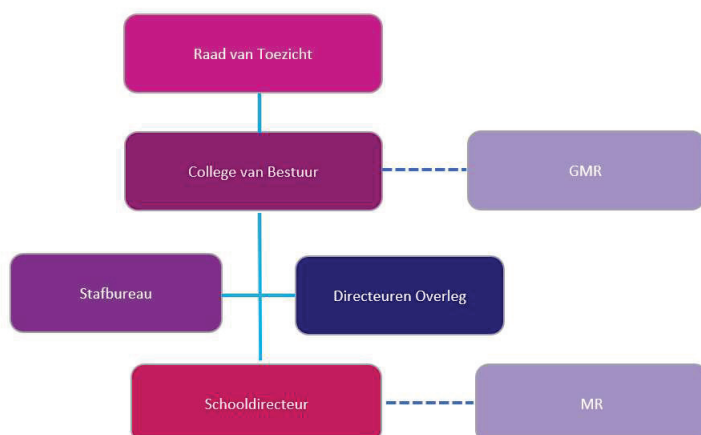 Raad van Toezicht
College van Bestuur
GMR
Stafbureau
Directeuren Overleg
Schooldirecteur
MR